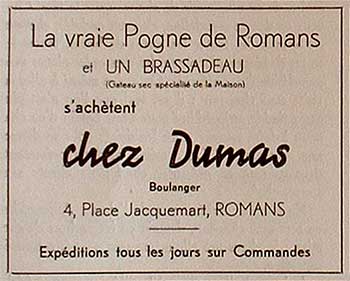 La vraie Pogne de Romans
et UN BRASSADEAU
(Gateau sec spécialité de la Maison)
s'achètent
chez Dumas
Boulanger
4, Place Jacquemart, ROMANS
Expéditions tous les jours sur Commandes